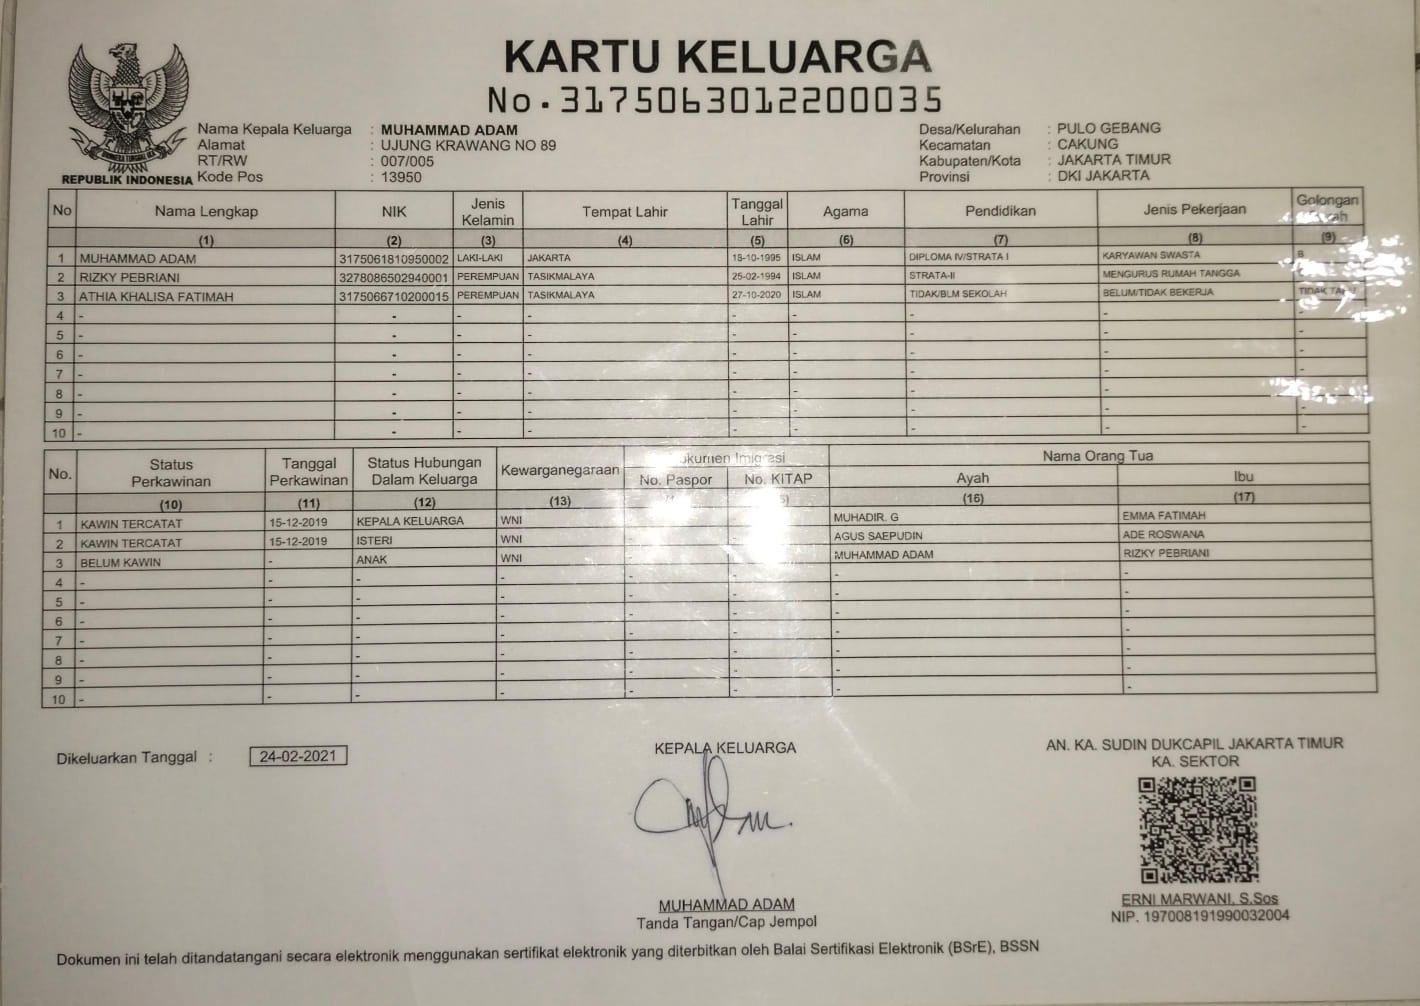 KARTU KELUARGA
No.3175063012200035
REPUBLIK INDONESIA
Nama Kepala Keluarga : MUHAMMAD ADAM
Alamat : UJUNG KRAWANG NO 89
RT/RW : 007/005
Kode Pos : 13950
Desa/Kelurahan : PULO GEBANG
Kecamatan : CAKUNG
Kabupaten/Kota : JAKARTA TIMUR
Provinsi : DKI JAKARTA
No Nama Lengkap NIK Jenis Kelamin Tempat Lahir Tanggal Lahir Agama Pendidikan Jenis Pekerjaan Golongan
(1) (2) (3) (4) (5) (6) (7) (8) (9)
1 MUHAMMAD ADAM 3175061810950002 LAKI-LAKI JAKARTA 18-10-1995 ISLAM DIPLOMA IV/STRATA I KARYAWAN SWASTA
2 RIZKY PEBRIANI 3278086502940001 PEREMPUAN TASIKMALAYA 25-02-1994 ISLAM STRATA-II MENGURUS RUMAH TANGGA
3 ATHIA KHALISA FATIMAH 3175066710200015 PEREMPUAN TASIKMALAYA 27-10-2020 ISLAM TIDAK/BLM SEKOLAH BELUM/TIDAK BEKERJA TIDAK
4 - - - - - - - - -
5 - - - - - - - - -
6 - - - - - - - - -
7 - - - - - - - - -
8 - - - - - - - -
9 - - - - - - - - -
10 - - - - - - - - -
No. Status Perkawinan Tanggal Perkawinan Status Hubungan Dalam Keluarga Kewarganegaraan No. Paspor No. KITAP Nama Orang Tua Ayah Ibu
(10) (11) (12) (13) (16) (17)
1 KAWIN TERCATAT 15-12-2019 KEPALA KELUARGA WNI - - MUHADIR. G EMMA FATIMAH
2 KAWIN TERCATAT 15-12-2019 ISTERI WNI - - AGUS SAEPUDIN ADE ROSWANA
3 BELUM KAWIN - ANAK WNI - - MUHAMMAD ADAM RIZKY PEBRIANI
4 - - - - - - - -
5 - - - - - - - -
6 - - - - - - - -
7 - - - - - - - -
8 - - - - - - - -
9 - - - - - - - -
10 - - - - - - - -
Dikeluarkan Tanggal : 24-02-2021
KEPALA KELUARGA
MUHAMMAD ADAM
Tanda Tangan/Cap Jempol
AN. KA. SUDIN DUKCAPIL JAKARTA TIMUR
KA. SEKTOR
ERNI MARWANI, S.Sos
NIP. 197008191990032004
Dokumen ini telah ditandatangani secara elektronik menggunakan sertifikat elektronik yang diterbitkan oleh Balai Sertifikasi Elektronik (BSrE), BSSN